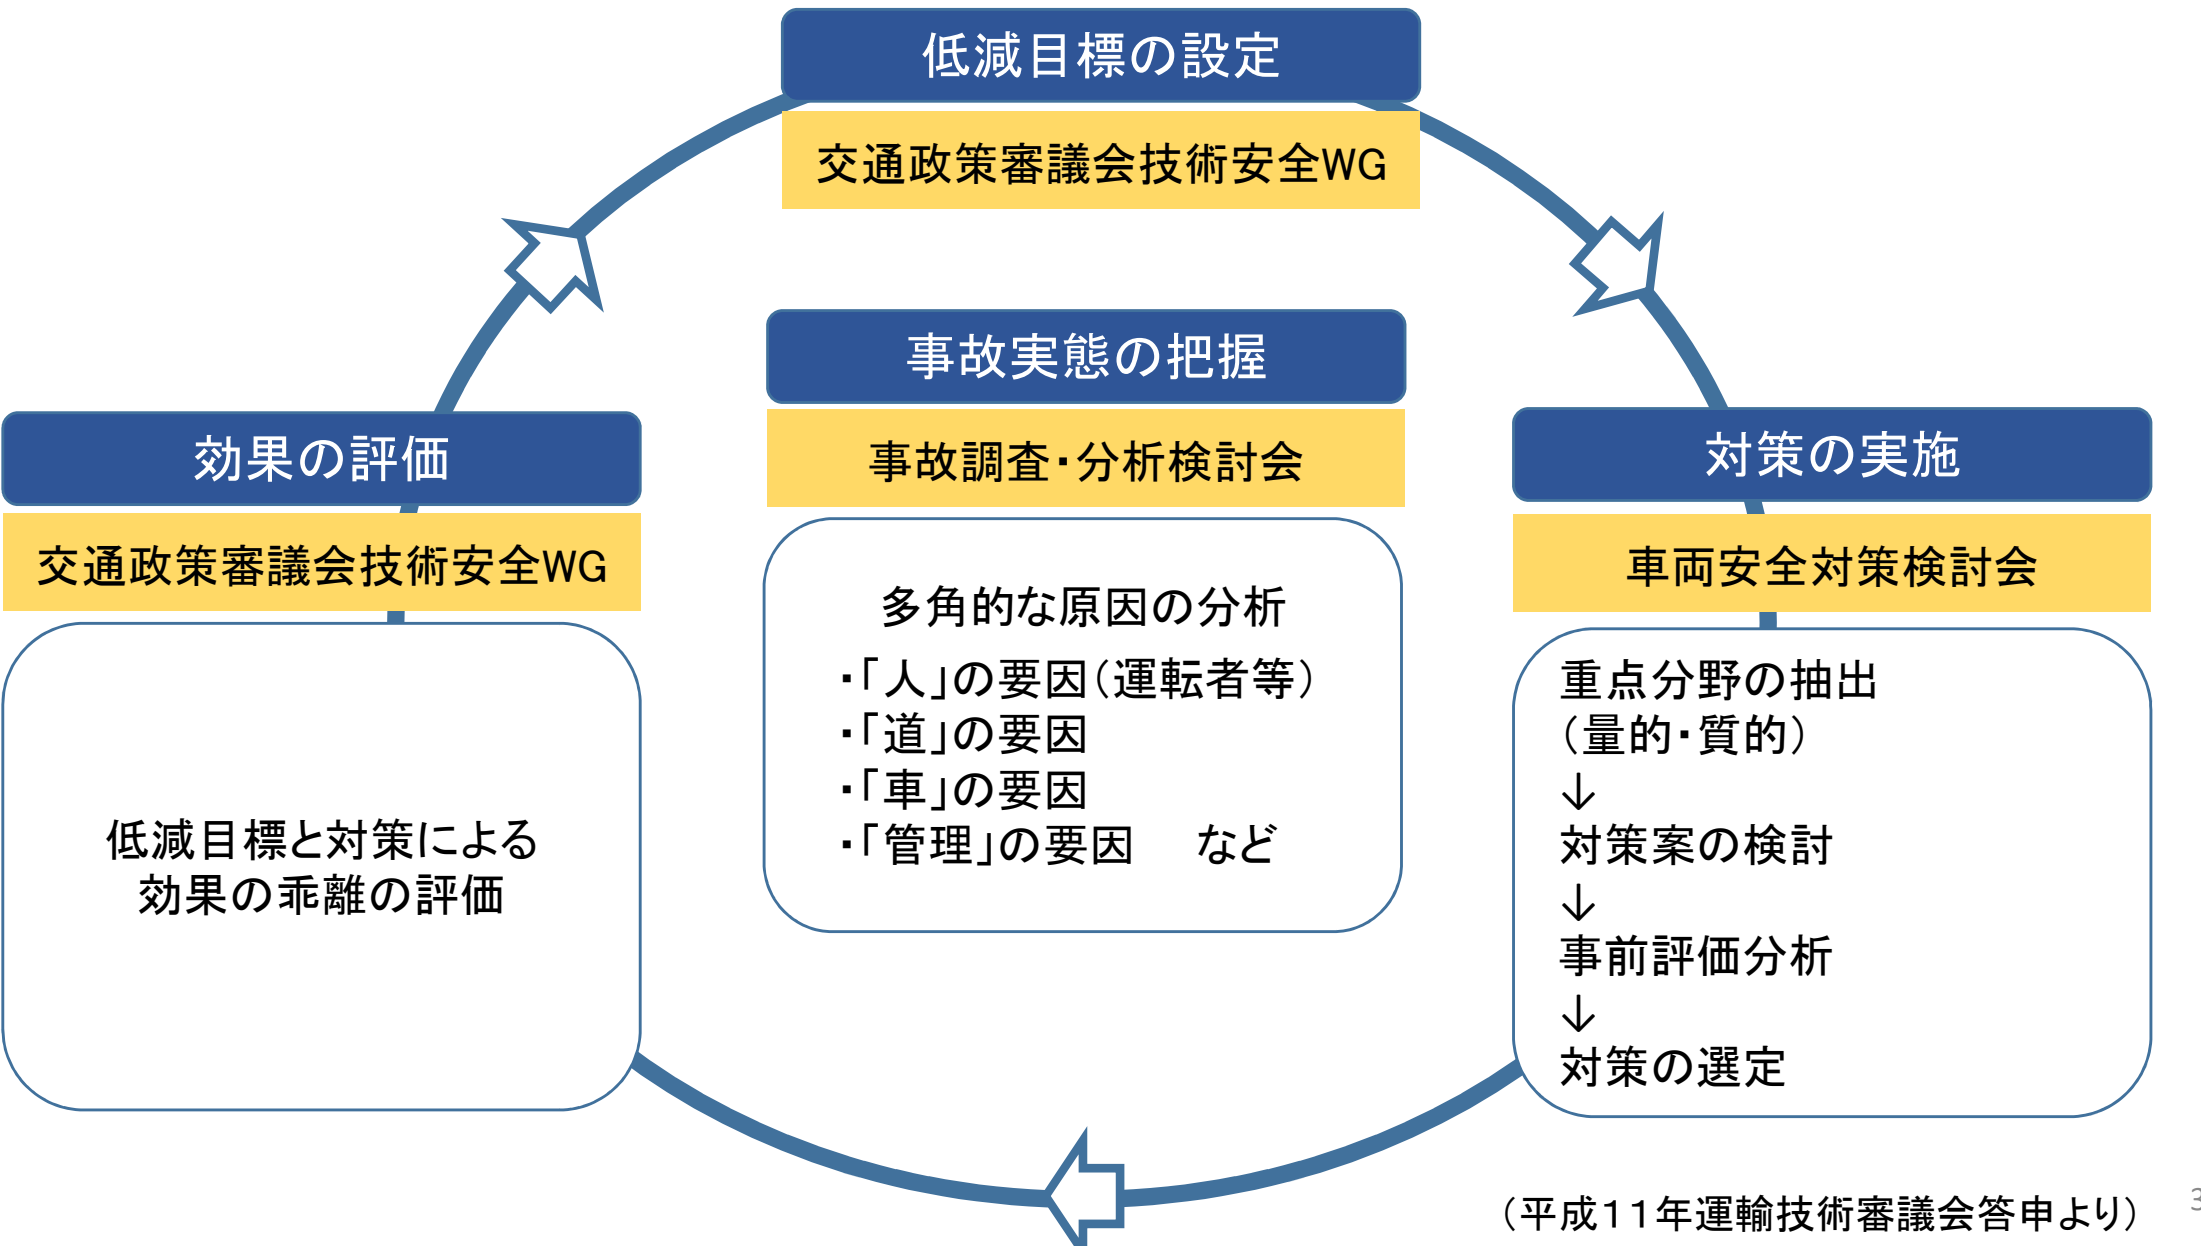 低減目標の設定
交通政策審議会技術安全WG
事故実態の把握
事故調査・分析検討会
多角的な原因の分析
・「人」の要因（運転者等）
・「道」の要因
・「車」の要因
・「管理」の要因　など
効果の評価
交通政策審議会技術安全WG
低減目標と対策による
効果の乖離の評価
対策の実施
車両安全対策検討会
重点分野の抽出
（量的・質的）
↓
対策案の検討
↓
事前評価分析
↓
対策の選定
（平成１１年運輸技術審議会答申より）
3